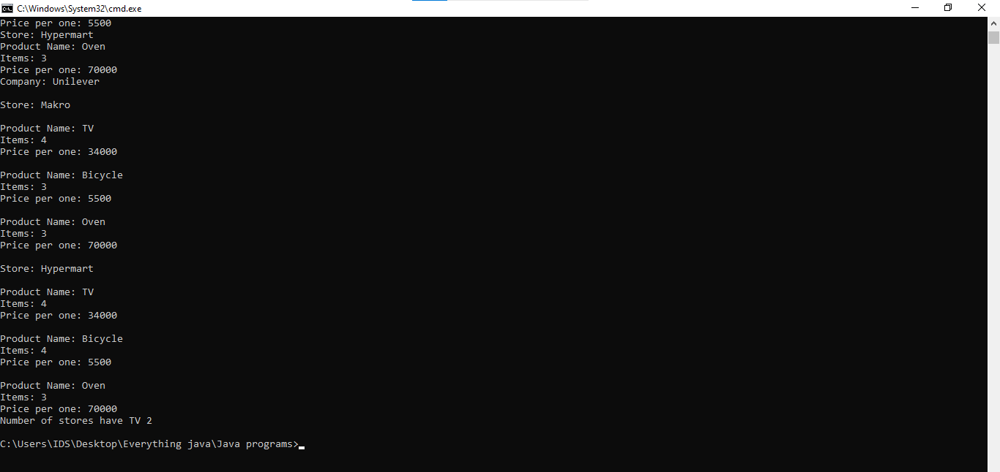 C:\Windows\System32\cmd.exe
Price per one: 5500
Store: Hypermart
Product Name: Oven
Items: 3
Price per one: 70000
Company: Unilever
Store: Makro
Product Name: TV
Items: 4
Price per one: 34000
Product Name: Bicycle
Items: 3
Price per one: 5500
Product Name: Oven
Items: 3
Price per one: 70000
Store: Hypermart
Product Name: TV
Items: 4
Price per one: 34000
Product Name: Bicycle
Items: 4
Price per one: 5500
Product Name: Oven
Items: 3
Price per one: 70000
Number of stores have TV 2
C:\Users\IDS\Desktop\Everything java\Java programs>